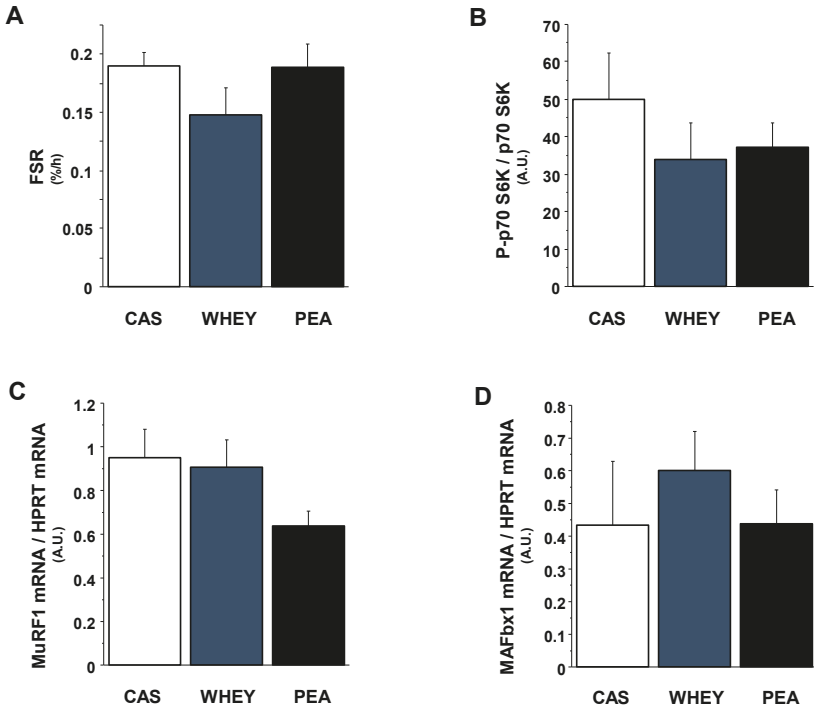 A
FSR
(%/h)
0.2
0.15
0.1
0.05
0
CAS WHEY PEA
B
P-p70 S6K / p70 S6K
(A.U.)
70
60
50
40
30
20
10
0
CAS WHEY PEA
C
MuRF1 mRNA / HPRT mRNA
(A.U.)
1.2
1
0.8
0.6
0.4
0.2
0
CAS WHEY PEA
D
MAFbx1 mRNA / HPRT mRNA
(A.U.)
0.8
0.7
0.6
0.5
0.4
0.3
0.2
0.1
0
CAS WHEY PEA